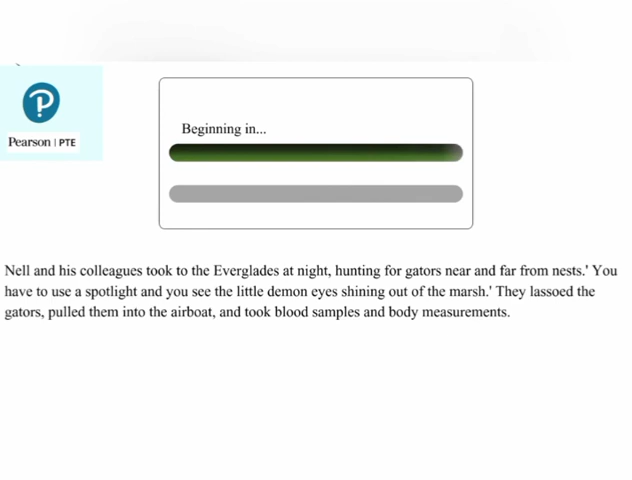 Pearson | PTE
Beginning in...
Nell and his colleagues took to the Everglades at night, hunting for gators near and far from nests.' You
have to use a spotlight and you see the little demon eyes shining out of the marsh.' They lassoed the
gators, pulled them into the airboat, and took blood samples and body measurements.